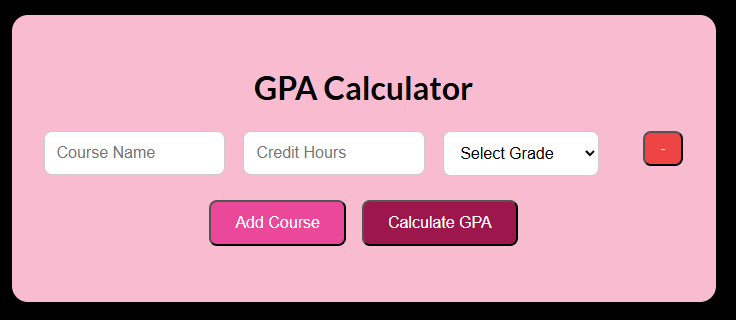 GPA Calculator
Course Name Credit Hours Select Grade -
Add Course Calculate GPA